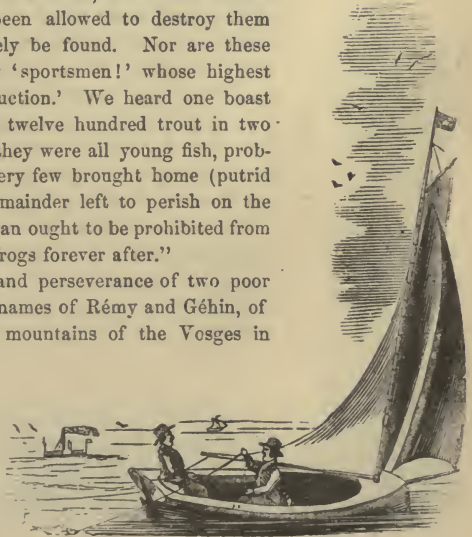 een allowed to destroy them
ely be found. Nor are these
'sportsmen!' whose highest
uction.' We heard one boast
twelve hundred trout in two
they were all young fish, prob-
ery few brought home (putrid
mainder left to perish on the
an ought to be prohibited from
rogs forever after."
and perseverance of two poor
names of Rémy and Géhin, of
mountains of the Vosges in